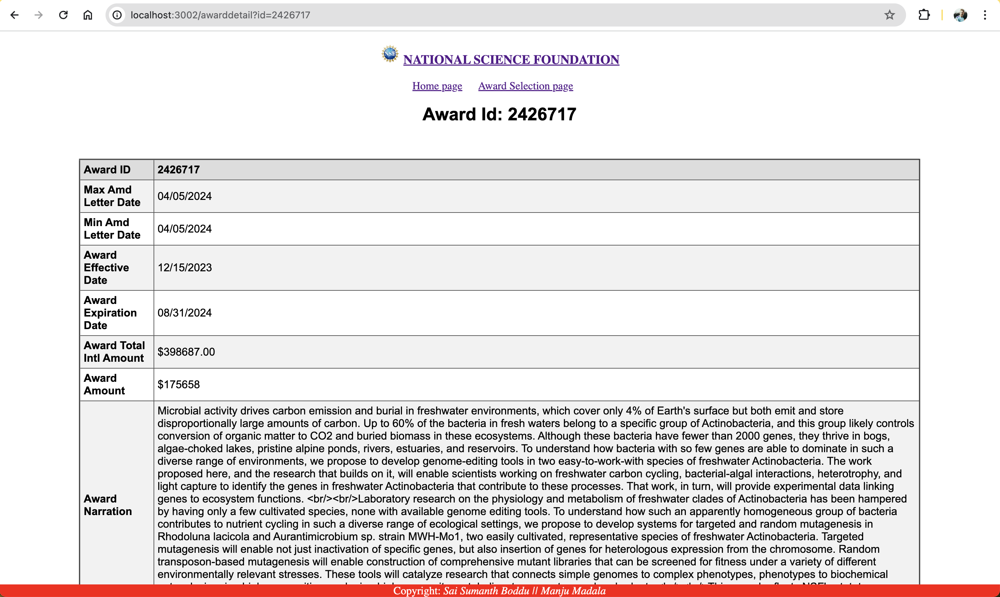 localhost:3002/awarddetail?id=2426717
NSF
NATIONAL SCIENCE FOUNDATION
Home page Award Selection page
Award Id: 2426717
Award ID 2426717
Max Amd
Letter Date
04/05/2024
Min Amd
Letter Date
04/05/2024
Award
Effective
Date
12/15/2023
Award
Expiration
Date
08/31/2024
Award Total
Intl Amount
$398687.00
Award
Amount
$175658
Award
Narration
Microbial activity drives carbon emission and burial in freshwater environments, which cover only 4% of Earth's surface but both emit and store
disproportionally large amounts of carbon. Up to 60% of the bacteria in fresh waters belong to a specific group of Actinobacteria, and this group likely controls
conversion of organic matter to CO2 and buried biomass in these ecosystems. Although these bacteria have fewer than 2000 genes, they thrive in bogs,
algae-choked lakes, pristine alpine ponds, rivers, estuaries, and reservoirs. To understand how bacteria with so few genes are able to dominate in such a
diverse range of environments, we propose to develop genome-editing tools in two easy-to-work-with species of freshwater Actinobacteria. The work
proposed here, and the research that builds on it, will enable scientists working on freshwater carbon cycling, bacterial-algal interactions, heterotrophy, and
light capture to identify the genes in freshwater Actinobacteria that contribute to these processes. That work, in turn, will provide experimental data linking
genes to ecosystem functions. <br/><br/>Laboratory research on the physiology and metabolism of freshwater clades of Actinobacteria has been hampered
by having only a few cultivated species, none with available genome editing tools. To understand how such an apparently homogeneous group of bacteria
contributes to nutrient cycling in such a diverse range of ecological settings, we propose to develop systems for targeted and random mutagenesis in
Rhodoluna lacicola and Aurantimicrobium sp. strain MWH-Mo1, two easily cultivated, representative species of freshwater Actinobacteria. Targeted
mutagenesis will enable not just inactivation of specific genes, but also insertion of genes for heterologous expression from the chromosome. Random
transposon-based mutagenesis will enable construction of comprehensive mutant libraries that can be screened for fitness under a variety of different
environmentally relevant stresses. These tools will catalyze research that connects simple genomes to complex phenotypes, phenotypes to biochemical
Copyright: Sai Sumanth Boddu || Manju Madala